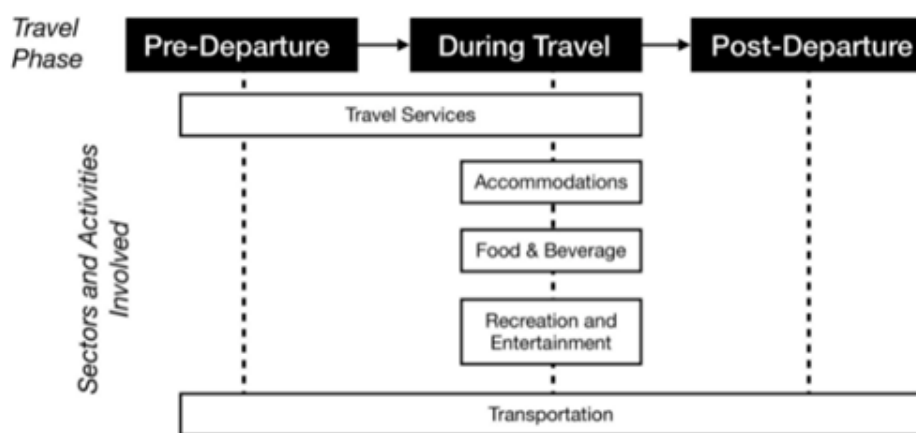 Travel
Phase
Pre-Departure
During Travel
Post-Departure
Travel Services
Sectors and Activities
Involved
Accommodations
Food & Beverage
Recreation and
Entertainment
Transportation